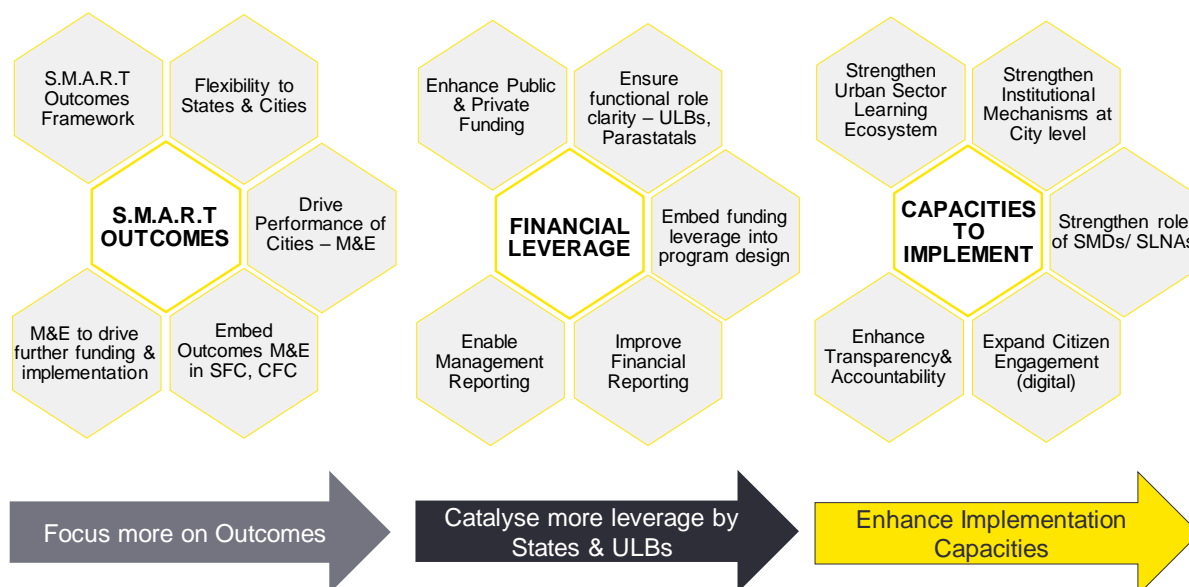 S.M.A.R.T
Outcomes
Framework
Flexibility to
States & Cities
S.M.A.R.T
OUTCOMES
Drive
Performance of
Cities – M&E
M&E to drive
further funding &
implementation
Embed
Outcomes M&E
in SFC, CFC
Enhance Public
& Private
Funding
Ensure
functional role
clarity – ULBs,
Parastatals
FINANCIAL
LEVERAGE
Embed funding
leverage into
program design
Enable
Management
Reporting
Improve
Financial
Reporting
Strengthen
Urban Sector
Learning
Ecosystem
Strengthen
Institutional
Mechanisms at
City level
CAPACITIES
TO
IMPLEMENT
Strengthen role
of SMDs/ SLNAs
Enhance
Transparency&
Accountability
Expand Citizen
Engagement
(digital)
Focus more on Outcomes
Catalyse more leverage by
States & ULBs
Enhance Implementation
Capacities